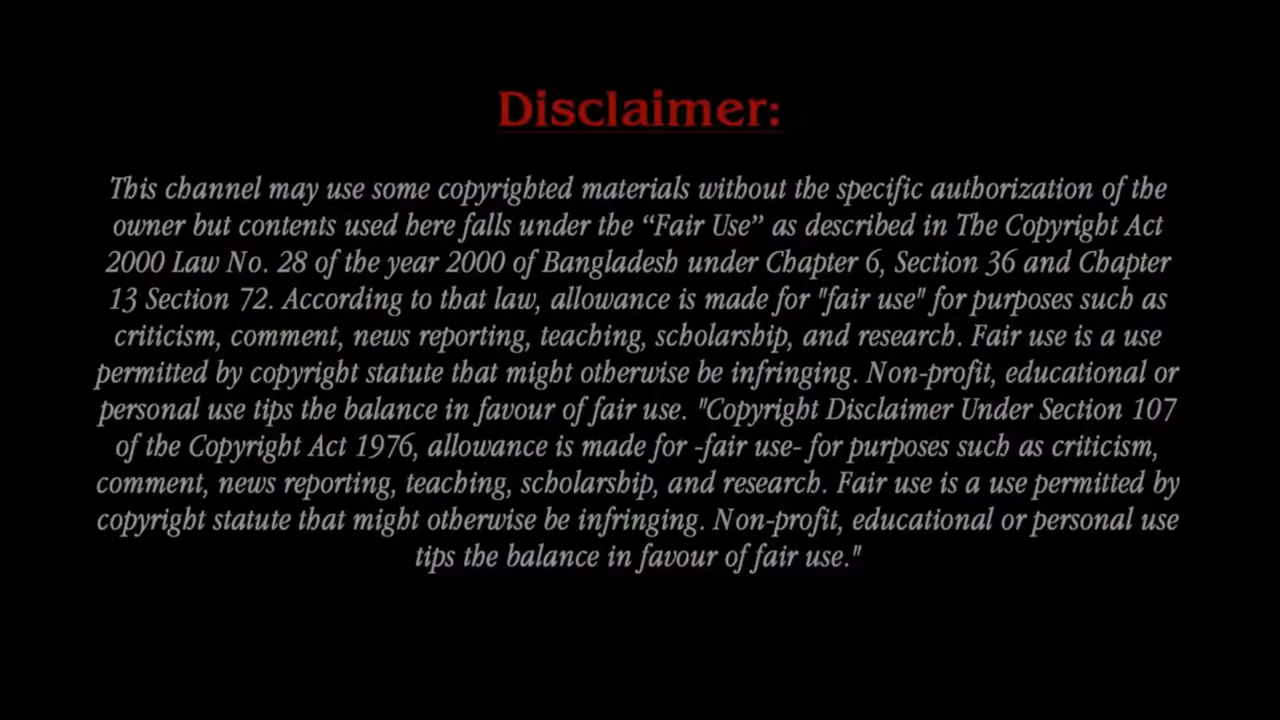 Disclaimer:
This channel may use some copyrighted materials without the specific authorization of the
owner but contents used here falls under the “Fair Use” as described in The Copyright Act
2000 Law No. 28 of the year 2000 of Bangladesh under Chapter 6, Section 36 and Chapter
13 Section 72. According to that law, allowance is made for "fair use" for purposes such as
criticism, comment, news reporting, teaching, scholarship, and research. Fair use is a use
permitted by copyright statute that might otherwise be infringing. Non-profit, educational or
personal use tips the balance in favour of fair use. "Copyright Disclaimer Under Section 107
of the Copyright Act 1976, allowance is made for -fair use- for purposes such as criticism,
comment, news reporting, teaching, scholarship, and research. Fair use is a use permitted by
copyright statute that might otherwise be infringing. Non-profit, educational or personal use
tips the balance in favour of fair use."